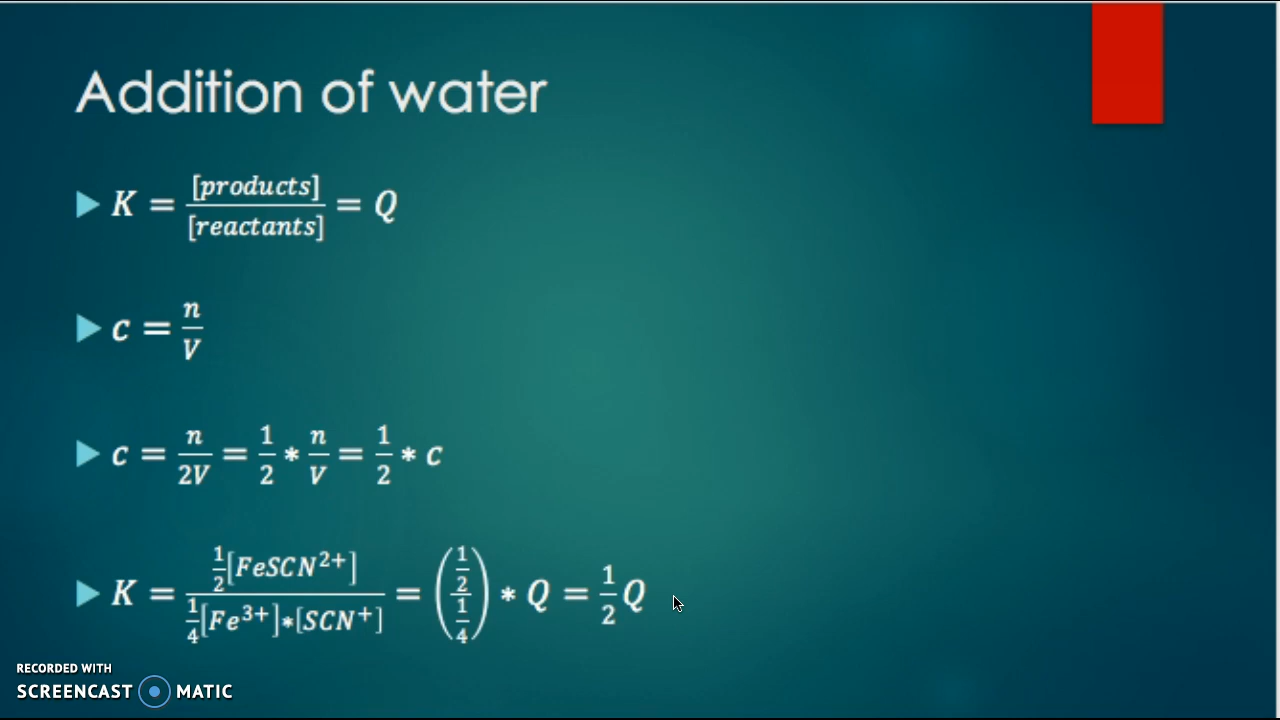 Addition of water
K = [products]/[reactants] = Q
c = n/V
c = n/2V = 1/2 * n/V = 1/2 * c
K = 1/2[FeSCN²⁺] / 1/4[Fe³⁺]*[SCN⁺] = (1/2 / 1/4) * Q = 1/2 Q
RECORDED WITH
SCREENCAST MATIC